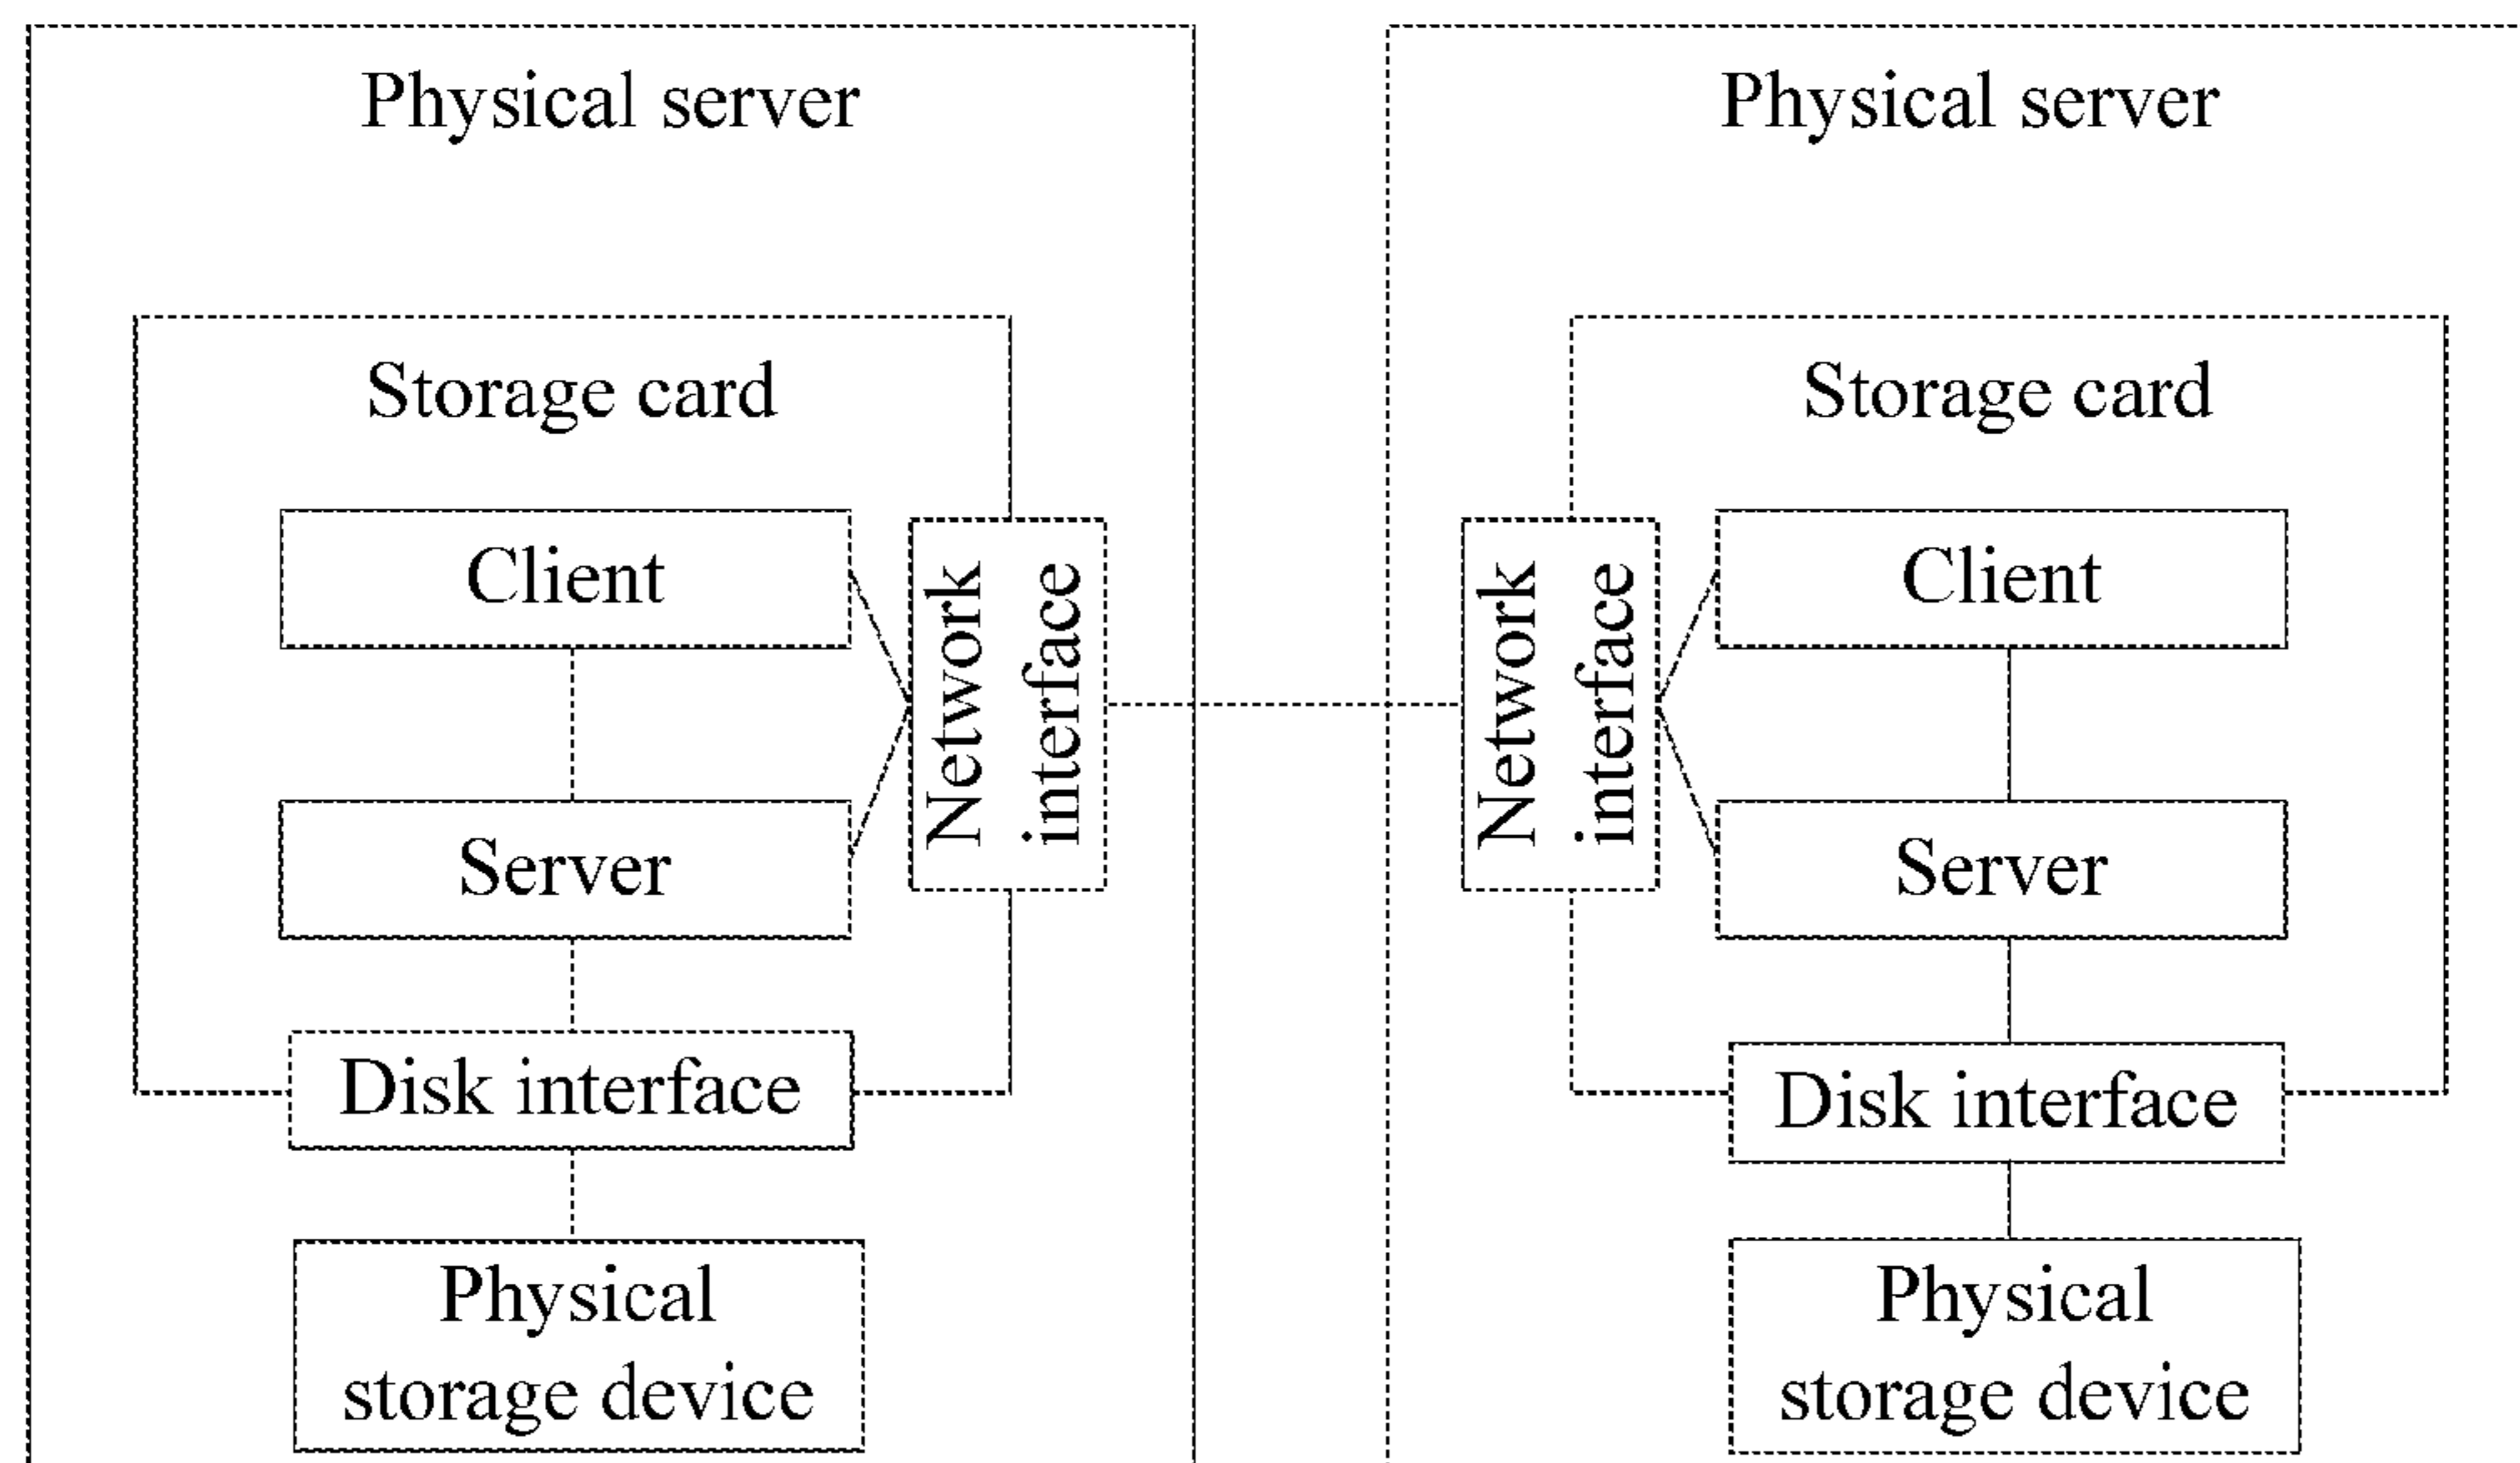 Physical server
Storage card
Client
Network
interface
Server
Disk interface
Physical
storage device
Physical server
Storage card
Network
interface
Client
Server
Disk interface
Physical
storage device